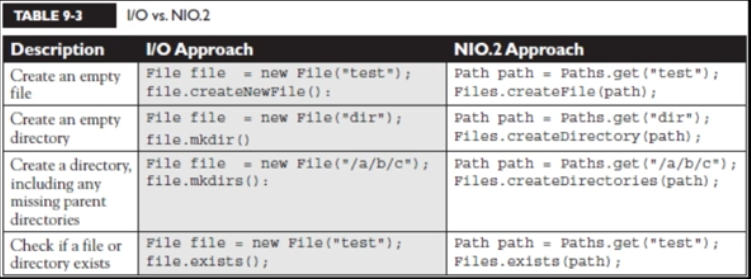 TABLE 9-3 I/O vs. NIO.2
Description I/O Approach NIO.2 Approach
Create an empty file
File file = new File("test");
file.createNewFile():
Path path = Paths.get("test");
Files.createFile(path);
Create an empty directory
File file = new File("dir");
file.mkdir()
Path path = Paths.get("dir");
Files.createDirectory(path);
Create a directory,
including any
missing parent
directories
File file = new File("/a/b/c");
file.mkdirs():
Path path = Paths.get("/a/b/c");
Files.createDirectories(path);
Check if a file or
directory exists
File file = new File("test");
file.exists();
Path path = Paths.get("test");
Files.exists(path);